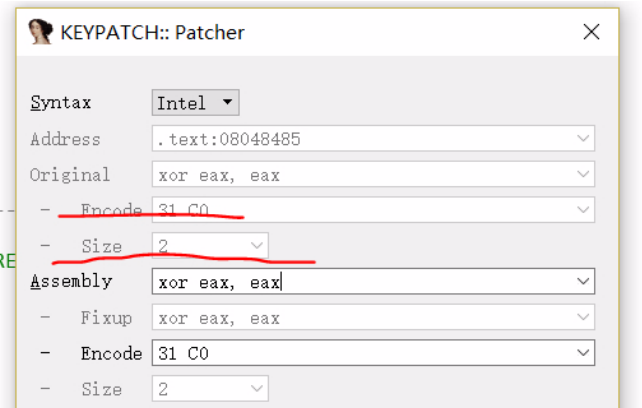 KEYPATCH:: Patcher
Syntax Intel
Address .text:08048485
Original xor eax, eax
- Encode 31 C0
- Size 2
RE
Assembly xor eax, eax
- Fixup xor eax, eax
- Encode 31 C0
- Size 2